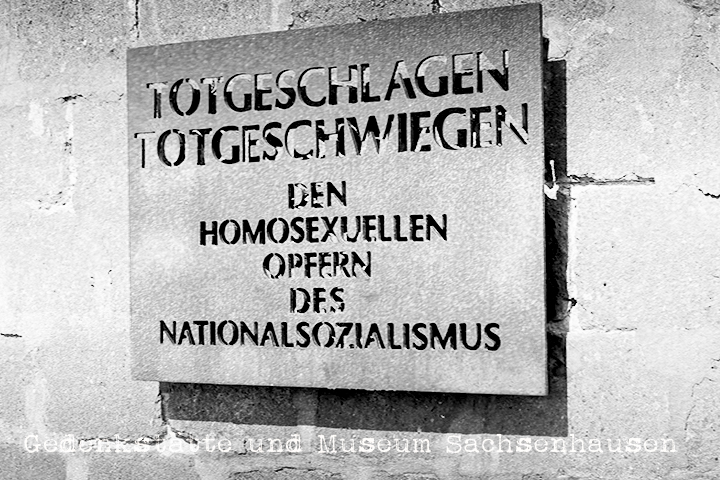 TOTGESCHLAGEN
TOTGESCHWIEGEN
DEN
HOMOSEXUELLEN
OPFERN
DES
NATIONALSOZIALISMUS
Gedenkstätte und Museum Sachsenhausen